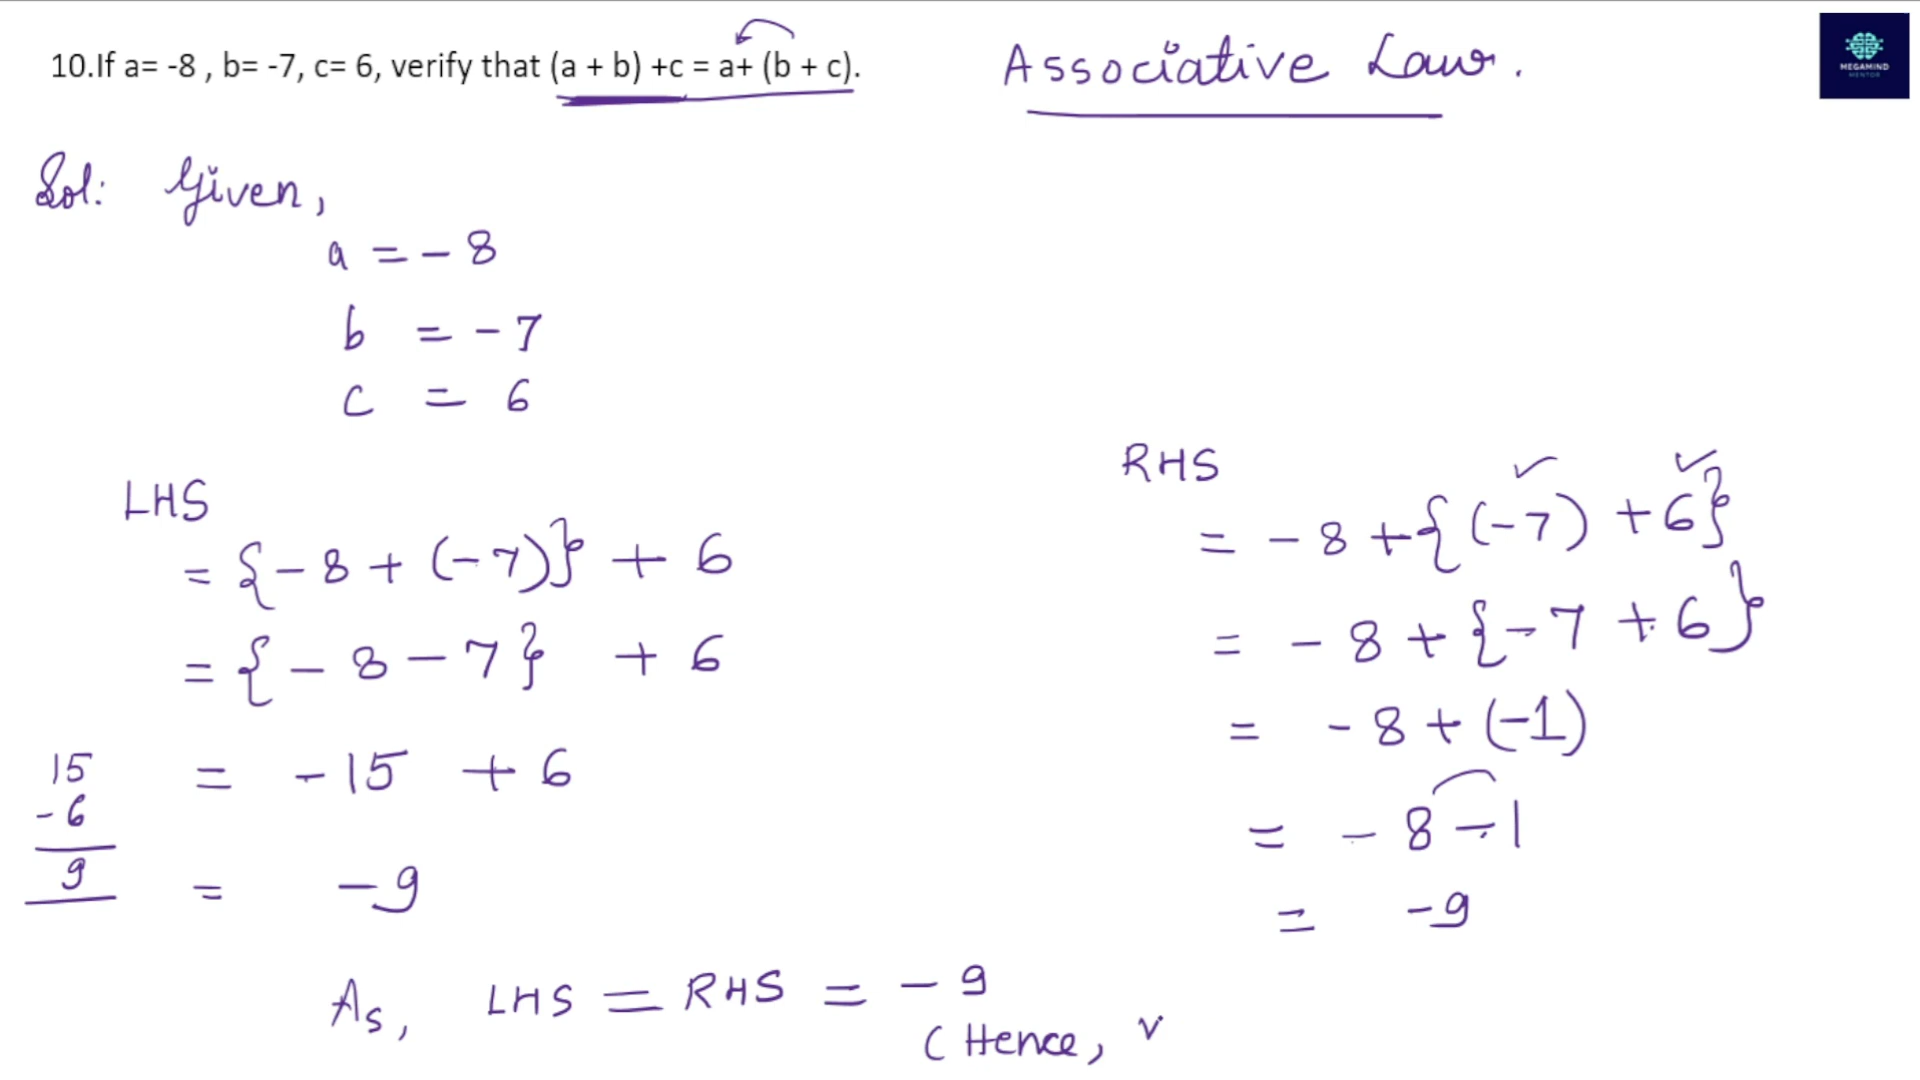 10.If a= -8 , b= -7, c= 6, verify that (a + b) +c = a+ (b + c).
Associative Law.
MEGAMIND
MENTOR
Sol: Given,
a = - 8
b = - 7
c = 6
LHS
= {- 8 + (-7)} + 6
= {- 8 - 7} + 6
= - 15 + 6
= - 9
15
- 6
9
RHS
= - 8 + {(-7) + 6}
= - 8 + {-7 + 6}
= - 8 + (-1)
= - 8 - 1
= - 9
As, LHS = RHS = - 9
(Hence, v